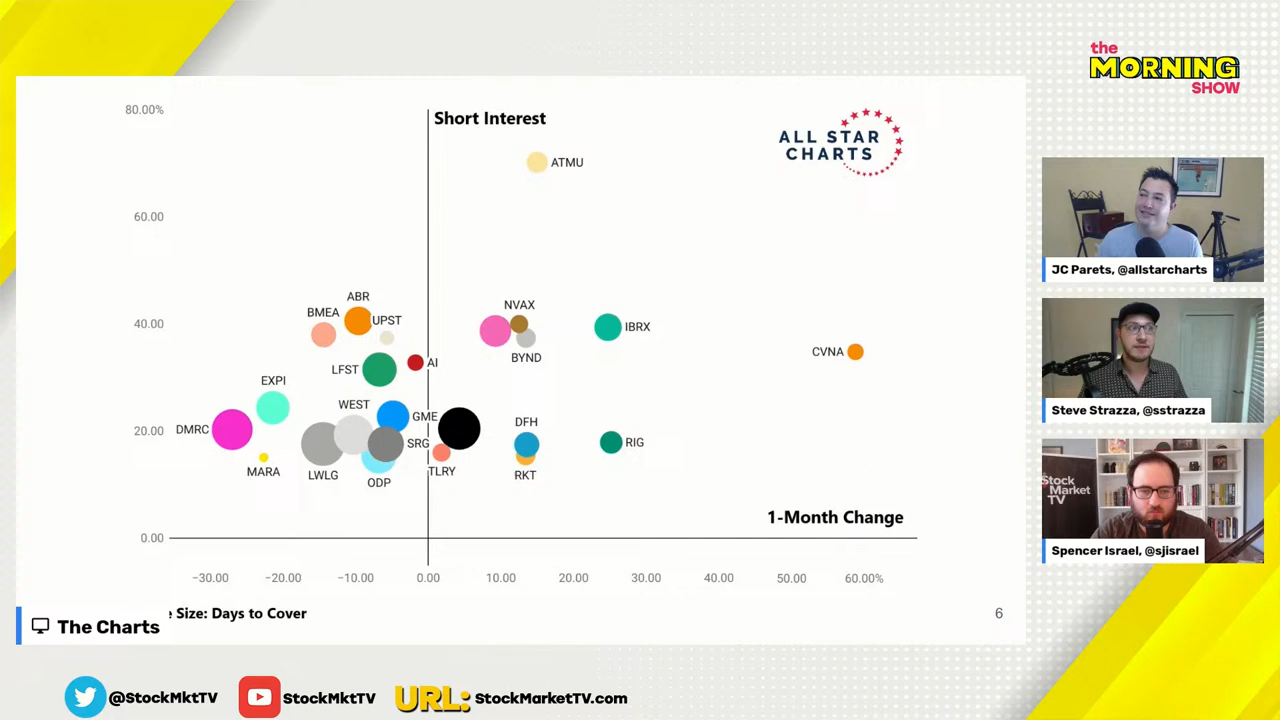 the
MORNING
SHOW
80.00%
Short Interest
ALL STAR
CHARTS
ATMU
60.00
ABR
BMEA
UPST
NVAX
40.00
IBRX
BYND
CVNA
AI
LFST
EXPI
WEST
GME
DMRC
20.00
DFH
SRG
RIG
MARA
LWLG
ODP
TLRY
RKT
1-Month Change
0.00
-30.00
-20.00
-10.00
0.00
10.00
20.00
30.00
40.00
50.00
60.00%
Size: Days to Cover
6
The Charts
JC Parets, @allstarcharts
Steve Strazza, @sstrazza
Stock
Market
TV
Spencer Israel, @sjisrael
@StockMktTV
StockMktTV
URL:
StockMarketTV.com